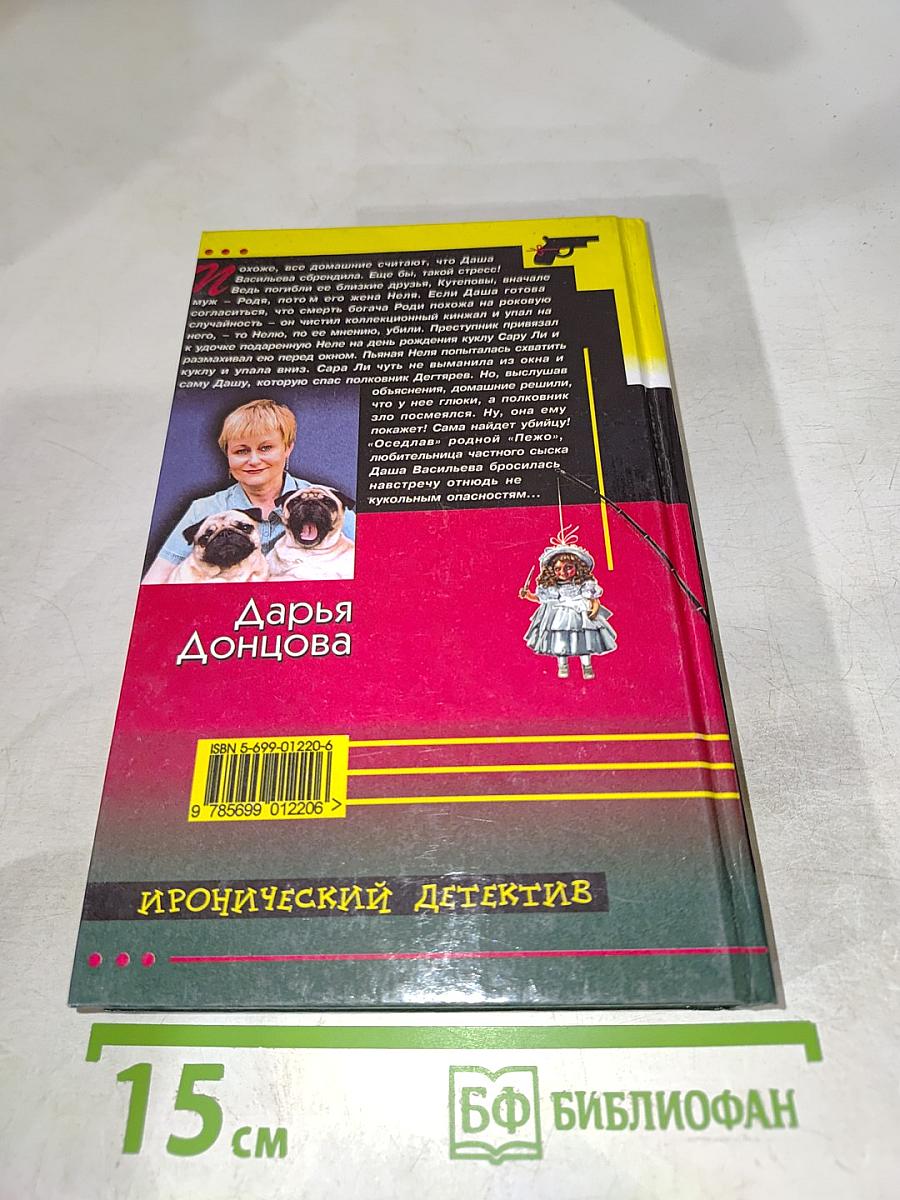 Похоже, все домашние считают, что Даша
Васильева сбрендила. Еще бы, такой стресс!
Ведь погибли ее близкие друзья, Кутеповы, вначале
муж – Родя, потом его жена Неля. Если Даша готова
согласиться, что смерть богача Роди похожа на роковую
случайность – он чистил коллекционный кинжал и упал на
него, – то Нелю, по ее мнению, убили. Преступник привязал
к удочке подаренную Неле на день рождения куклу Сару Ли и
размахивал ею перед окном. Пьяная Неля попыталась схватить
куклу и упала вниз. Сара Ли чуть не выманила из окна и
саму Дашу, которую спас полковник Дегтярев. Но, выслушав
объяснения, домашние решили,
что у нее глюки, а полковник
зло посмеялся. Ну, она ему
покажет! Сама найдет убийцу!
«Оседлав» родной «Пежо»,
любительница частного сыска
Даша Васильева бросилась
навстречу отнюдь не
кукольным опасностям...
Дарья
Донцова
ISBN 5-699-01220-6
9 785699 012206 >
ИРОНИЧЕСКИЙ ДЕТЕКТИВ
15 см
БФ БИБЛИОФАН